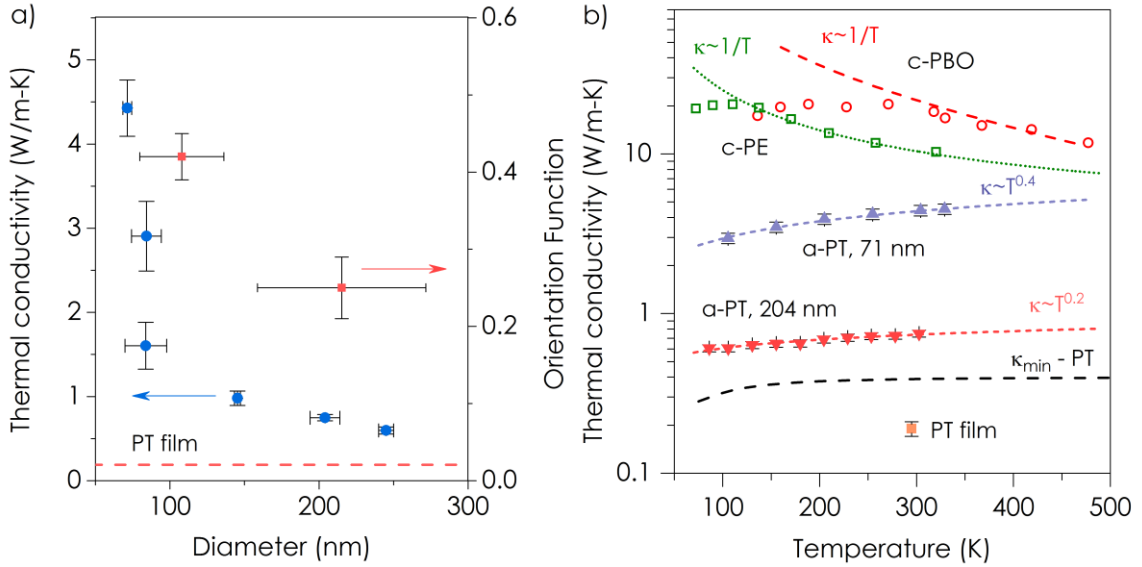 a)
Thermal conductivity (W/m-K)
5
4
3
2
1
0
PT film
100
200
300
Diameter (nm)
0.6
0.4
0.2
0.0
Orientation Function
b)
Thermal conductivity (W/m-K)
10
1
0.1
κ~1/T
κ~1/T
c-PBO
c-PE
κ~T^0.4
a-PT, 71 nm
a-PT, 204 nm
κ~T^0.2
κmin - PT
PT film
100
200
300
400
500
Temperature (K)